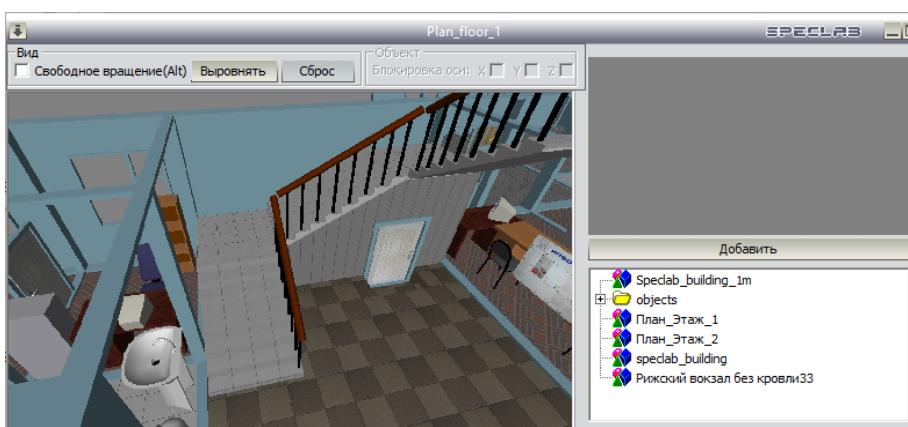 Plan_floor_1
SPECLAB
Вид
Свободное вращение(Alt) Выровнять Сброс
Объект
Блокировка оси: X Y Z
Добавить
Speclab_building_1m
objects
План_Этаж_1
План_Этаж_2
speclab_building
Рижский вокзал без кровли33